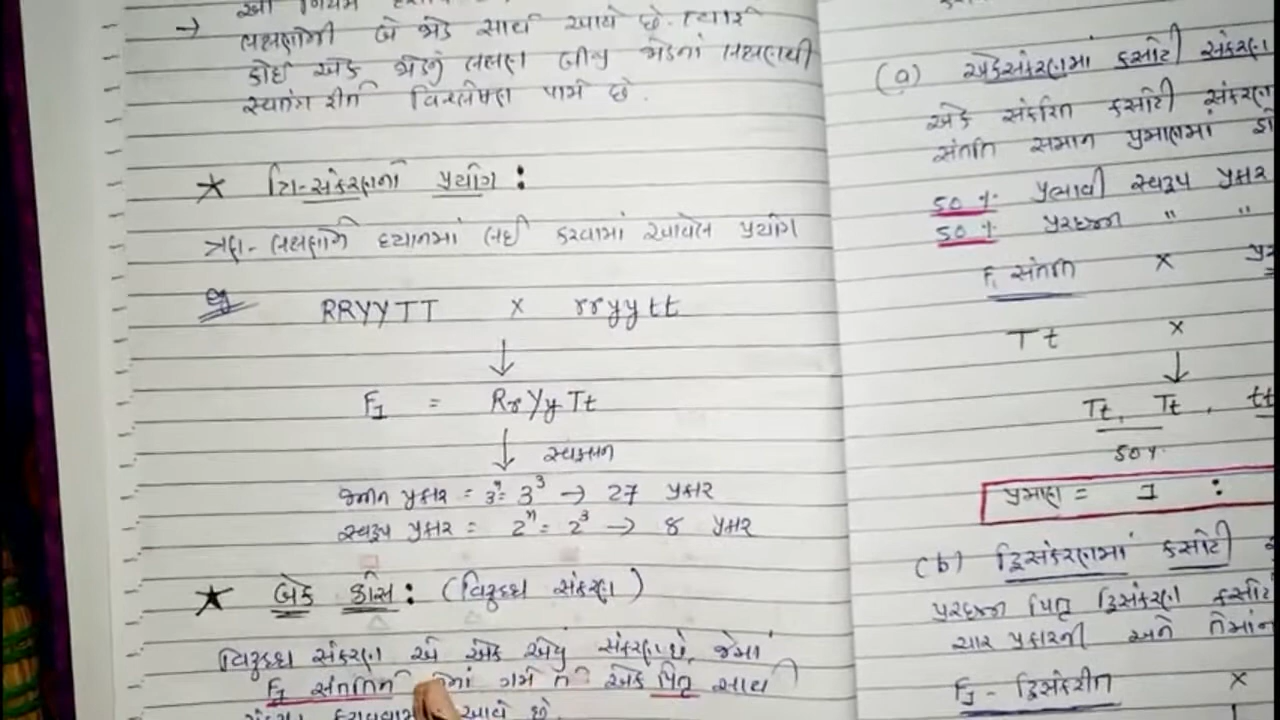 → લક્ષણોની બે જોડ સાથે આવે છે. ત્યારે
કોઈ એક જોડનું લક્ષણ બીજી જોડનાં લક્ષણથી
સ્વતંત્ર રીતે વિશ્લેષણ પામે છે.
★ ત્રિ-સંકરણનો પ્રયોગ :
ત્રણ- લક્ષણોને ધ્યાનમાં લઈ કરવામાં આવેલ પ્રયોગ
eg RRYYTT x rryytt
↓
F1 = RrYyTt
↓ સ્વફલન
જનીન પ્રકાર = 3ⁿ = 3³ → 27 પ્રકાર
સ્વરૂપ પ્રકાર = 2ⁿ = 2³ → 8 પ્રકાર
★ બેક ક્રોસ : (વિરુદ્ધ સંકરણ)
વિરુદ્ધ સંકરણ એ એક એવું સંકરણ છે, જેમાં
F1 સંતતિને ગમે તે એક પિતૃ સાથે
આવે છે.
(a) એકસંકરણમાં કસોટી સંકરણ
એક સંકરિત કસોટી સંકરણ
સંતતિ સમાન પ્રમાણમાં
50 % પ્રભાવી સ્વરૂપ પ્રકાર
50 % પ્રચ્છન્ન " "
F1 સંતતિ x
Tt x
↓
Tt, Tt, tt
50%
પ્રમાણ = 1 :
(b) દ્વિસંકરણમાં કસોટી
પ્રચ્છન્ન પિતૃ દ્વિસંકરણ કસોટી
ચાર પ્રકારની અને તેમાંન
F1 - દ્વિસંકરીત x